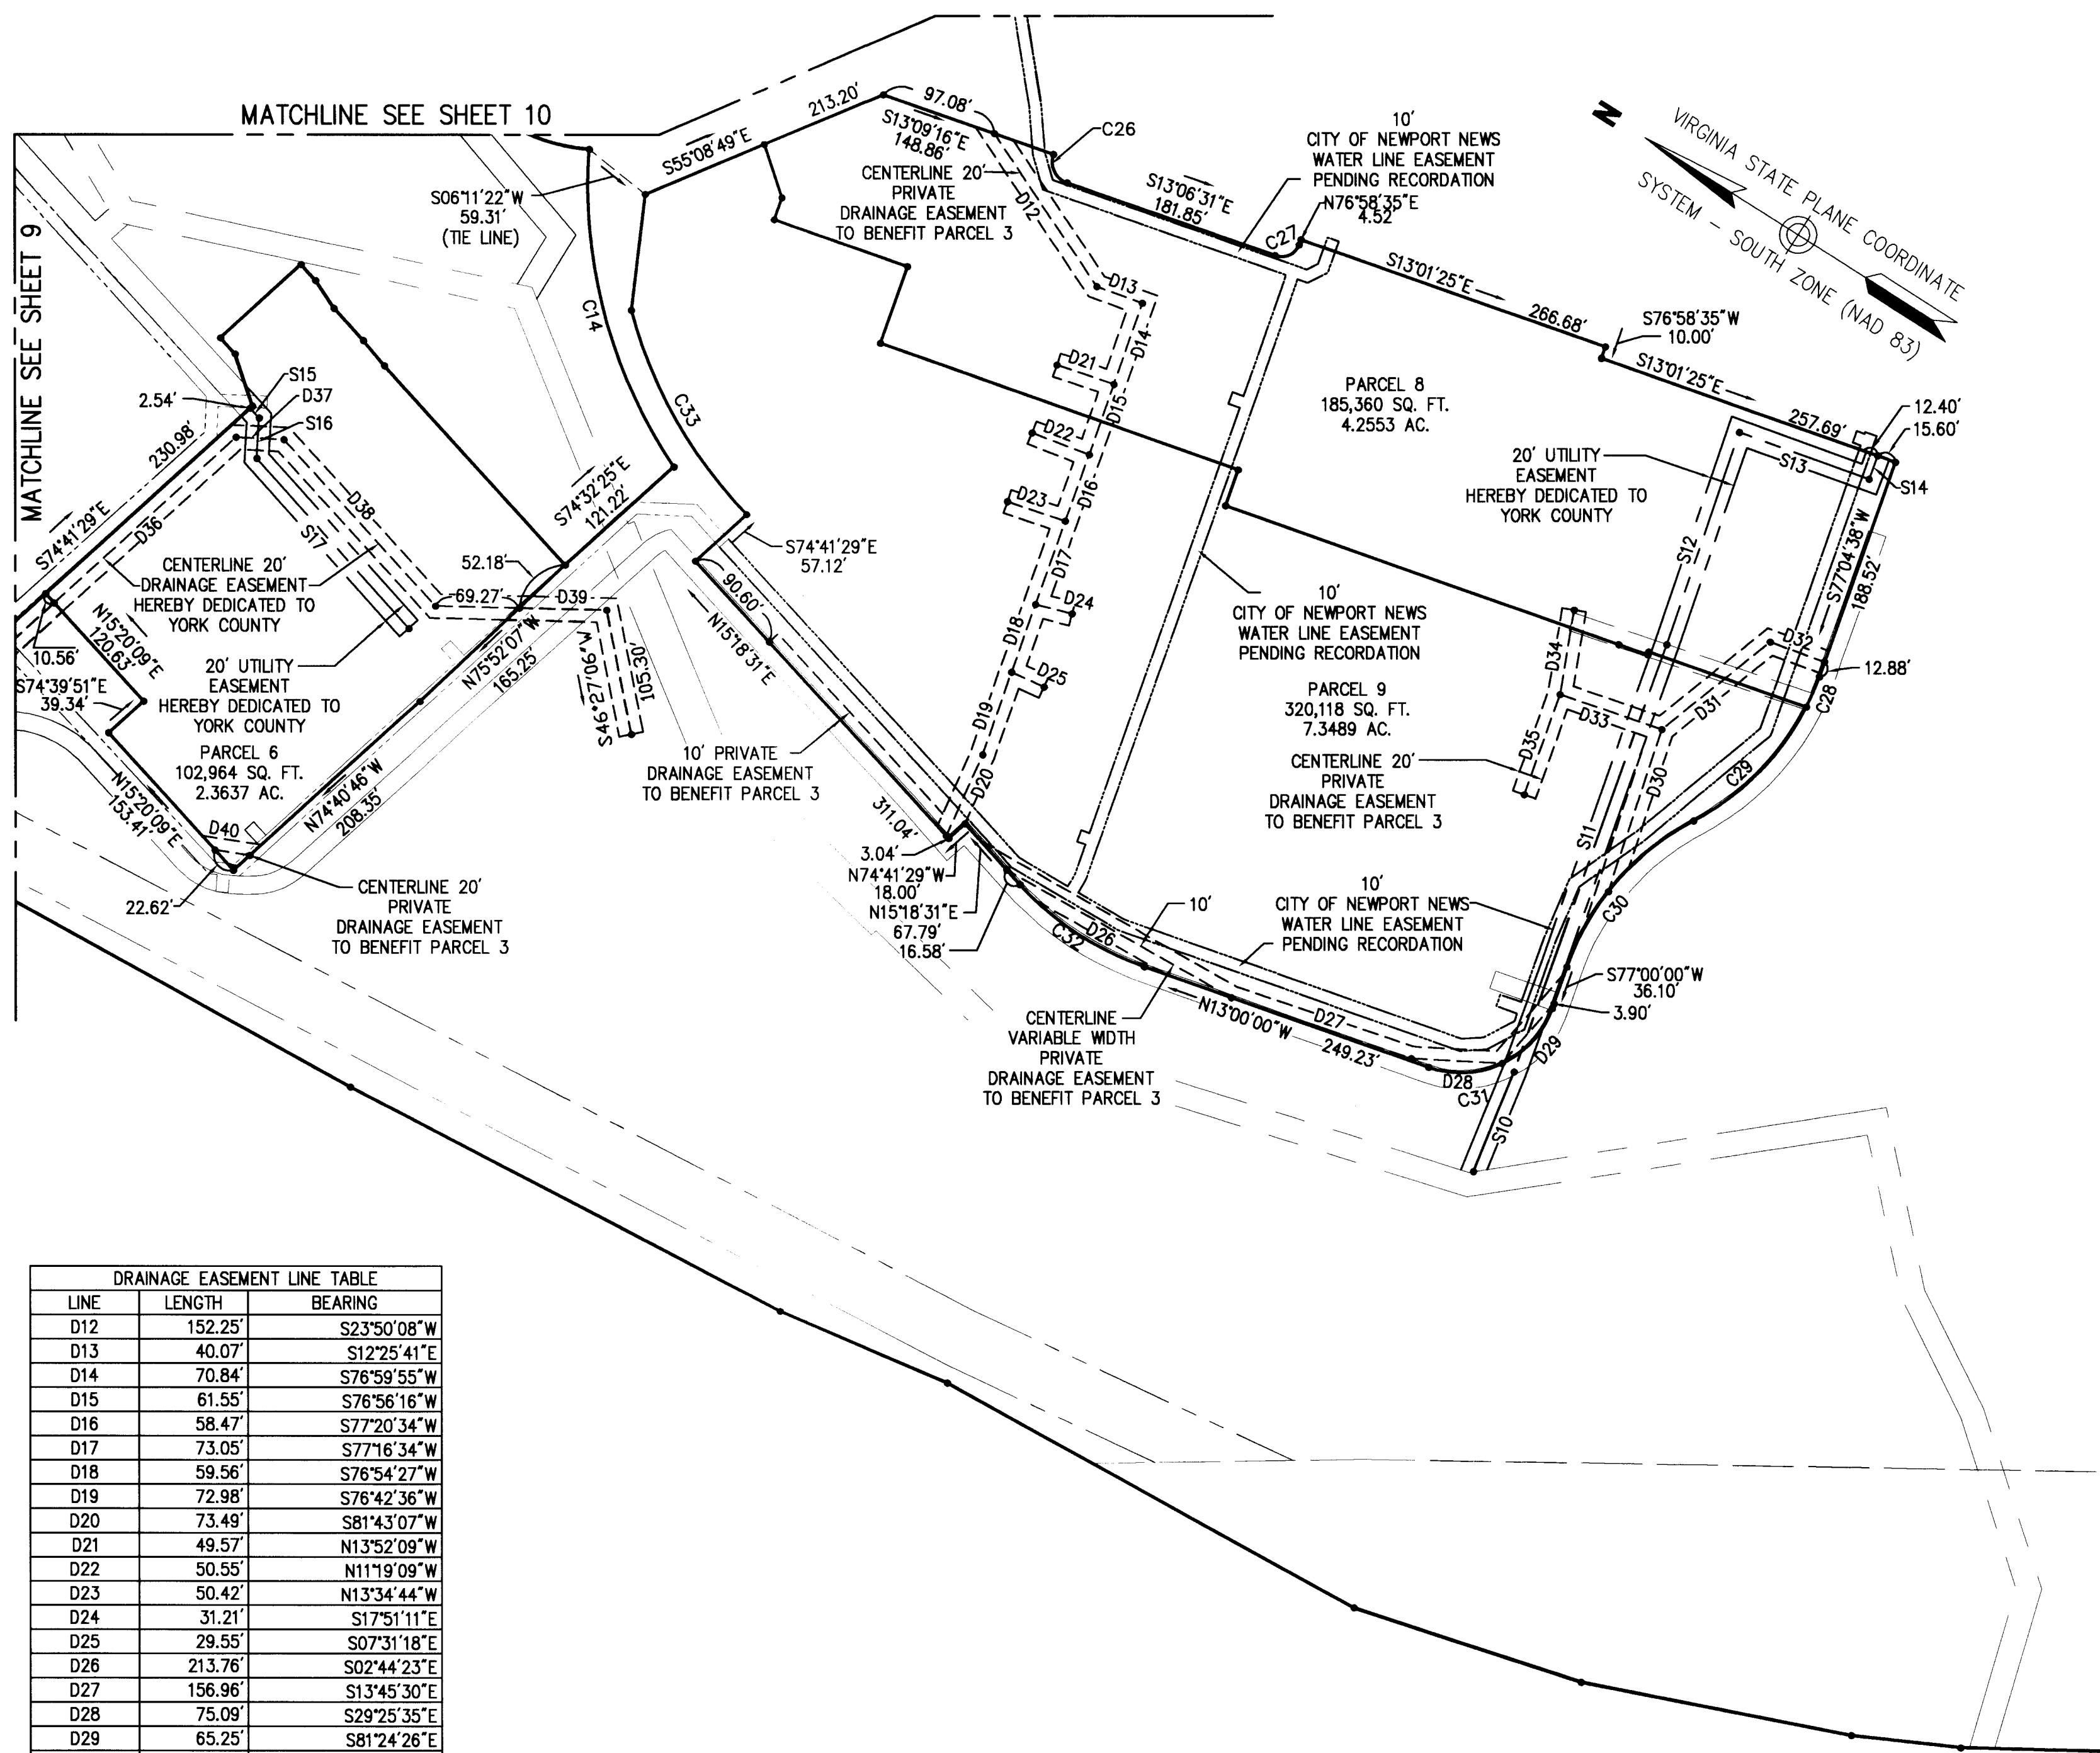 MATCHLINE SEE SHEET 10
MATCHLINE SEE SHEET 9
213.20'
97.08'
S55°08'49"E
S13°09'16"E
148.86'
C26
CENTERLINE 20'
PRIVATE
DRAINAGE EASEMENT
TO BENEFIT PARCEL 3
S06°11'22"W
59.31'
(TIE LINE)
D12
D13
S13°06'31"E
181.85'
10'
CITY OF NEWPORT NEWS
WATER LINE EASEMENT
PENDING RECORDATION
N76°58'35"E
4.52'
C27
N
VIRGINIA STATE PLANE COORDINATE
SYSTEM - SOUTH ZONE (NAD 83)
S13°01'25"E
266.68'
S76°58'35"W
10.00'
S13°01'25"E
257.69'
12.40'
15.60'
C14
C33
D14
D21
D15
D22
D16
D23
D17
D24
D18
D25
D19
D20
PARCEL 8
185,360 SQ. FT.
4.2553 AC.
20' UTILITY
EASEMENT
HEREBY DEDICATED TO
YORK COUNTY
S13
S14
S12
S77°04'38"W
188.52'
S15
D37
S16
2.54'
230.98'
S74°41'29"E
D36
D38
S17
S74°32'25"E
121.22'
52.18'
S74°41'29"E
57.12'
CENTERLINE 20'
DRAINAGE EASEMENT
HEREBY DEDICATED TO
YORK COUNTY
69.27'
D39
90.60'
N15°18'31"E
10'
CITY OF NEWPORT NEWS
WATER LINE EASEMENT
PENDING RECORDATION
D34
D32
12.88'
C28
10.56'
N15°20'09"E
120.63'
S74°39'51"E
39.34'
20' UTILITY
EASEMENT
HEREBY DEDICATED TO
YORK COUNTY
N75°52'07"W
165.25'
S46°27'06"W
105.30'
PARCEL 9
320,118 SQ. FT.
7.3489 AC.
D33
D31
D35
D30
C29
PARCEL 6
102,964 SQ. FT.
2.3637 AC.
10' PRIVATE
DRAINAGE EASEMENT
TO BENEFIT PARCEL 3
CENTERLINE 20'
PRIVATE
DRAINAGE EASEMENT
TO BENEFIT PARCEL 3
N15°20'09"E
153.41'
D40
N74°40'46"W
208.35'
311.04'
S11
C30
22.62'
CENTERLINE 20'
PRIVATE
DRAINAGE EASEMENT
TO BENEFIT PARCEL 3
3.04'
N74°41'29"W
18.00'
N15°18'31"E
67.79'
16.58'
C32
D26
10'
10'
CITY OF NEWPORT NEWS
WATER LINE EASEMENT
PENDING RECORDATION
S77°00'00"W
36.10'
3.90'
CENTERLINE
VARIABLE WIDTH
PRIVATE
DRAINAGE EASEMENT
TO BENEFIT PARCEL 3
N13°00'00"W
249.23'
D27
D28
D29
C31
S10
DRAINAGE EASEMENT LINE TABLE
LINE LENGTH BEARING
D12 152.25' S23°50'08"W
D13 40.07' S12°25'41"E
D14 70.84' S76°59'55"W
D15 61.55' S76°56'16"W
D16 58.47' S77°20'34"W
D17 73.05' S77°16'34"W
D18 59.56' S76°54'27"W
D19 72.98' S76°42'36"W
D20 73.49' S81°43'07"W
D21 49.57' N13°52'09"W
D22 50.55' N11°19'09"W
D23 50.42' N13°34'44"W
D24 31.21' S17°51'11"E
D25 29.55' S07°31'18"E
D26 213.76' S02°44'23"E
D27 156.96' S13°45'30"E
D28 75.09' S29°25'35"E
D29 65.25' S81°24'26"E